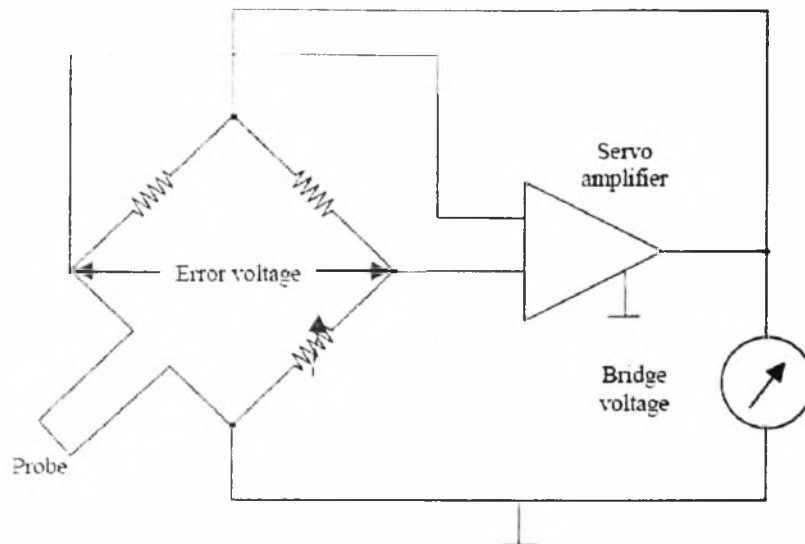 Servo
amplifier
Error voltage
Bridge
voltage
Probe